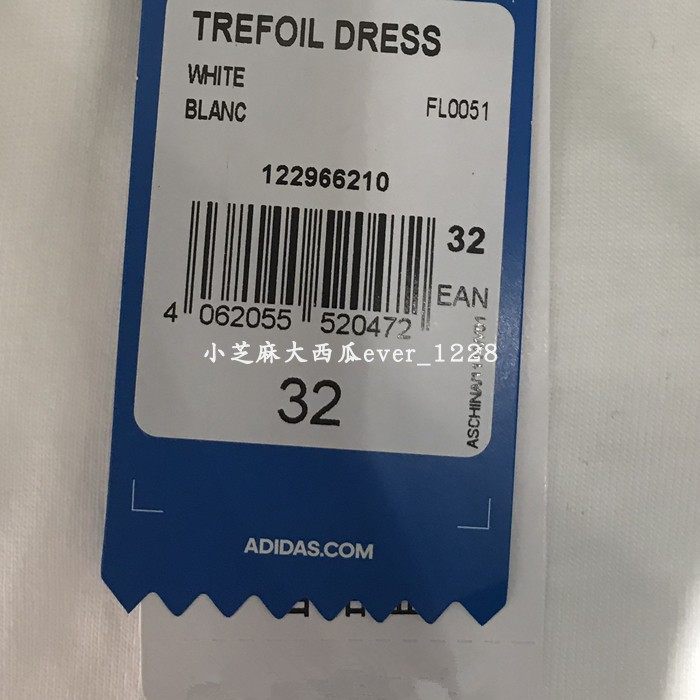 TREFOIL DRESS
WHITE
BLANC FL0051
122966210
32
EAN
4 062055 520472
小芝麻大西瓜ever_1228
32
ADIDAS.COM